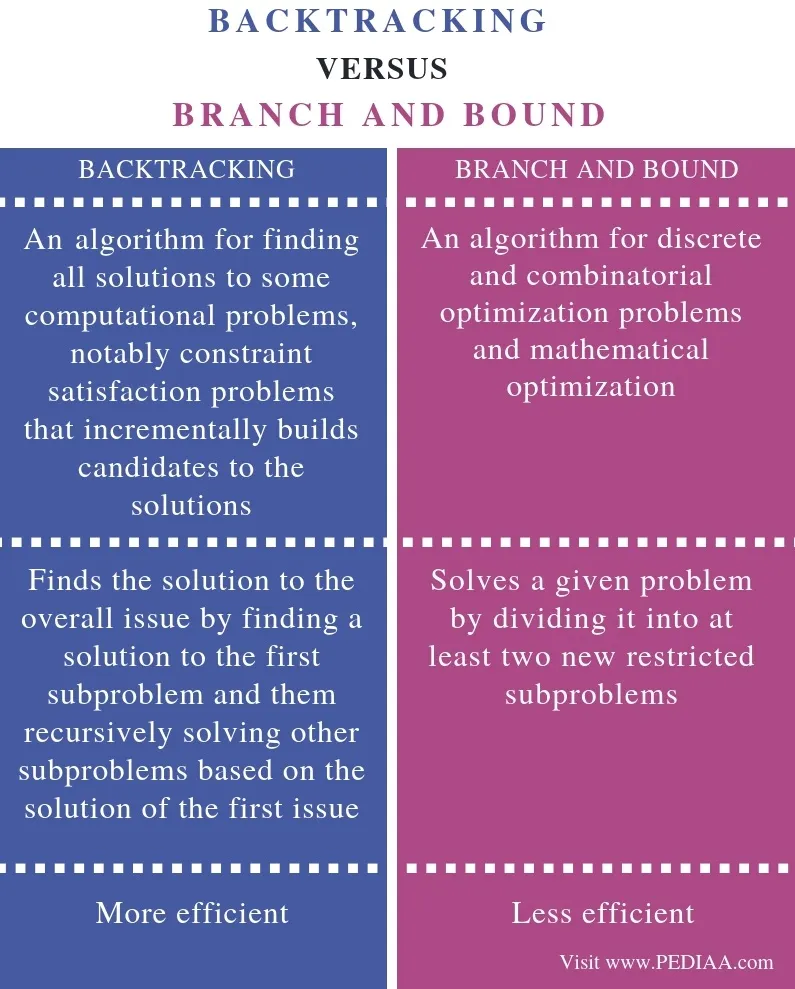 BACKTRACKING
VERSUS
BRANCH AND BOUND
BACKTRACKING
An algorithm for finding
all solutions to some
computational problems,
notably constraint
satisfaction problems
that incrementally builds
candidates to the
solutions
Finds the solution to the
overall issue by finding a
solution to the first
subproblem and them
recursively solving other
subproblems based on the
solution of the first issue
More efficient
BRANCH AND BOUND
An algorithm for discrete
and combinatorial
optimization problems
and mathematical
optimization
Solves a given problem
by dividing it into at
least two new restricted
subproblems
Less efficient
Visit www.PEDIAA.com